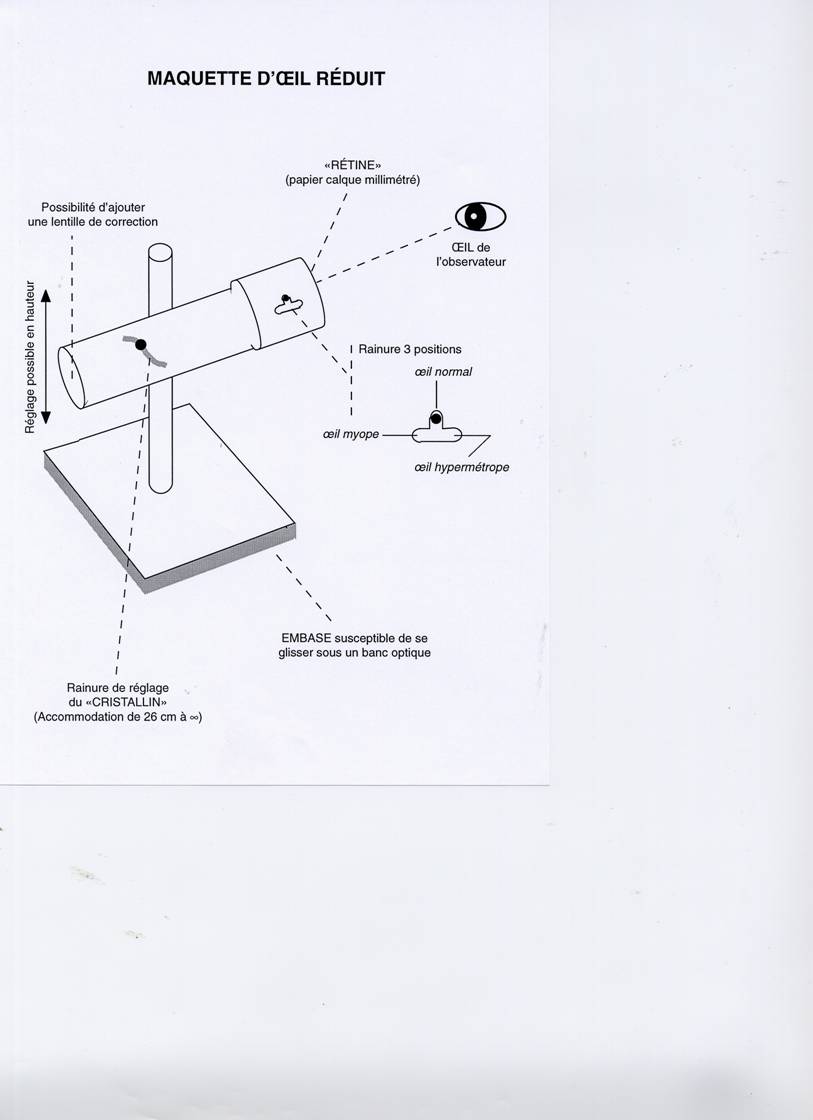 MAQUETTE D'ŒIL RÉDUIT
«RÉTINE»
(papier calque millimétré)
Possibilité d'ajouter
une lentille de correction
ŒIL de
l'observateur
Réglage possible en hauteur
Rainure 3 positions
œil normal
œil myope
œil hypermétrope
EMBASE susceptible de se
glisser sous un banc optique
Rainure de réglage
du «CRISTALLIN»
(Accommodation de 26 cm à ∞)